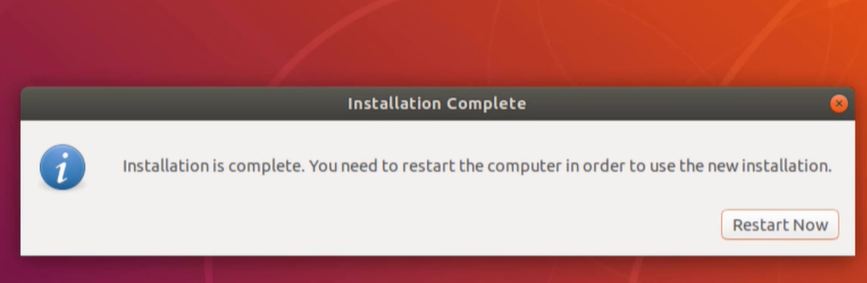 Installation Complete
Installation is complete. You need to restart the computer in order to use the new installation.
Restart Now